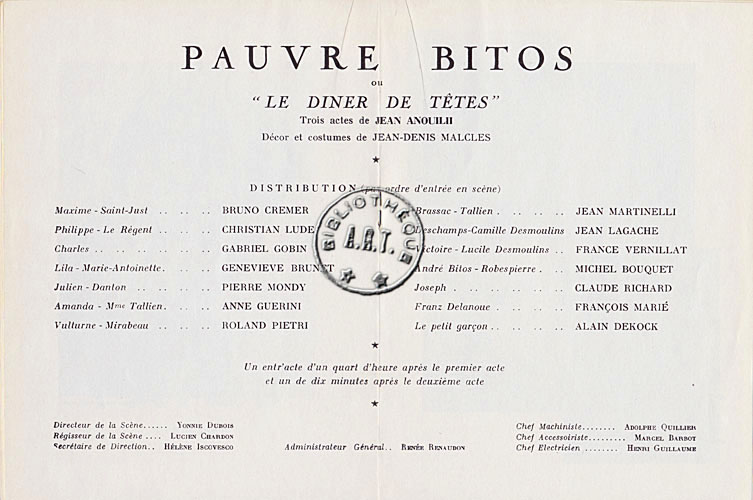 PAUVRE BITOS
ou
"LE DINER DE TÊTES"
Trois actes de JEAN ANOUILH
Décor et costumes de JEAN-DENIS MALCLES
DISTRIBUTION (par ordre d'entrée en scène)
Maxime - Saint-Just .. .. .. BRUNO CREMER
Philippe - Le Régent .. .. .. CHRISTIAN LUDE
Charles .. .. .. .. .. GABRIEL GOBIN
Lila - Marie-Antoinette. .. .. GENEVIEVE BRUNET
Julien - Danton .. .. .. .. PIERRE MONDY
Amanda - Mme Tallien. .. .. ANNE GUERINI
Vulturne - Mirabeau .. .. .. ROLAND PIETRI
Brassac - Tallien . .. .. .. JEAN MARTINELLI
Deschamps-Camille Desmoulins JEAN LAGACHE
Victoire - Lucile Desmoulins .. FRANCE VERNILLAT
André Bitos - Robespierre . .. MICHEL BOUQUET
Joseph . .. .. .. .. .. CLAUDE RICHARD
Franz Delanoue . .. .. .. FRANÇOIS MARIÉ
Le petit garçon . .. .. .. ALAIN DEKOCK
BIBLIOTHÈQUE
A.R.T.
Un entr'acte d'un quart d'heure après le premier acte
et un de dix minutes après le deuxième acte
Directeur de la Scène...... YONNIE DUBOIS
Régisseur de la Scène .... LUCIEN CHARDON
Secrétaire de Direction.. HÉLÈNE ISCOVESCO
Administrateur Général.. RENÉE RENAUDON
Chef Machiniste........ ADOLPHE QUILLIER
Chef Accessoiriste......... MARCEL BARBOT
Chef Electricien ........ HENRI GUILLAUME